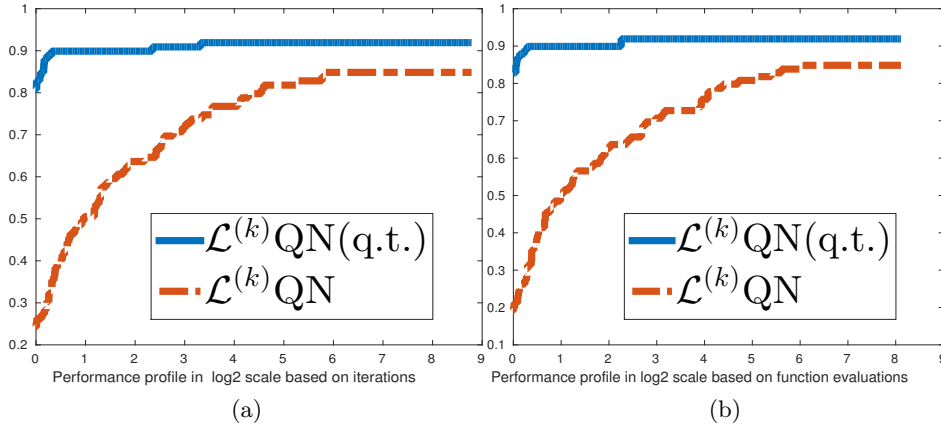 1
0.9
0.8
0.7
0.6
0.5
0.4
0.3
0.2
0 1 2 3 4 5 6 7 8 9
Performance profile in log2 scale based on iterations
ℒ^(k)QN(q.t.)
ℒ^(k)QN
(a)
1
0.9
0.8
0.7
0.6
0.5
0.4
0.3
0.2
0.1
0 1 2 3 4 5 6 7 8 9
Performance profile in log2 scale based on function evaluations
ℒ^(k)QN(q.t.)
ℒ^(k)QN
(b)